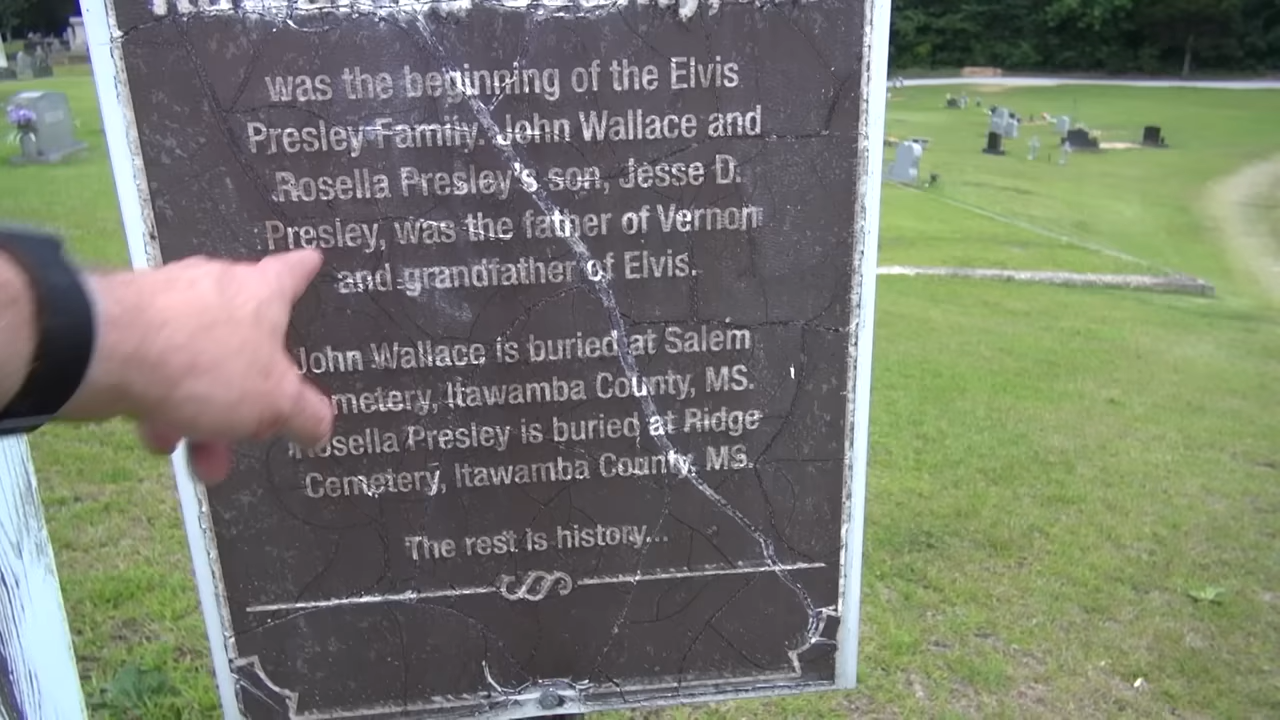 was the beginning of the Elvis
Presley Family. John Wallace and
Rosella Presley's son, Jesse D.
Presley, was the father of Vernon
and grandfather of Elvis.
John Wallace is buried at Salem
metery, Itawamba County, MS.
Rosella Presley is buried at Ridge
Cemetery, Itawamba County, MS.
The rest is history...